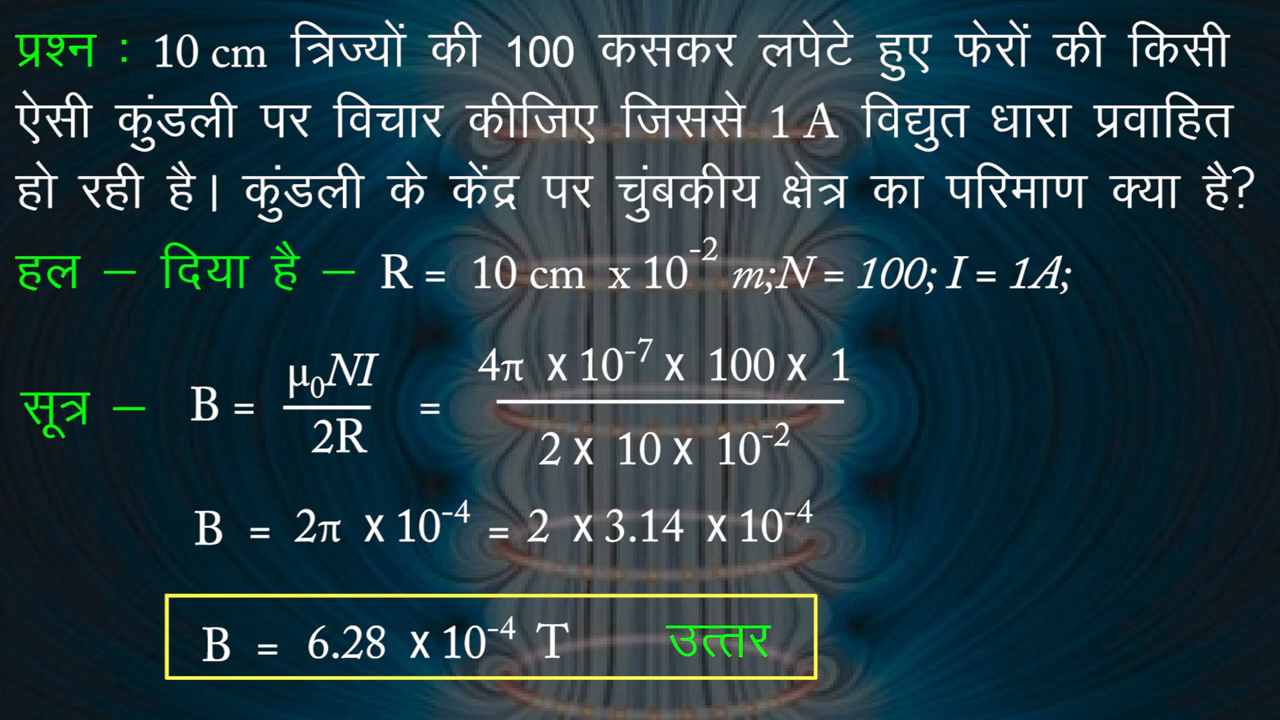 प्रश्न : 10 cm त्रिज्यों की 100 कसकर लपेटे हुए फेरों की किसी
ऐसी कुंडली पर विचार कीजिए जिससे 1 A विद्युत धारा प्रवाहित
हो रही है। कुंडली के केंद्र पर चुंबकीय क्षेत्र का परिमाण क्या है?
हल – दिया है – R = 10 cm x 10⁻² m;N = 100; I = 1A;
सूत्र – B = μ₀NI / 2R = 4π x 10⁻⁷ x 100 x 1 / 2 x 10 x 10⁻²
B = 2π x 10⁻⁴ = 2 x 3.14 x 10⁻⁴
B = 6.28 x 10⁻⁴ T उत्तर